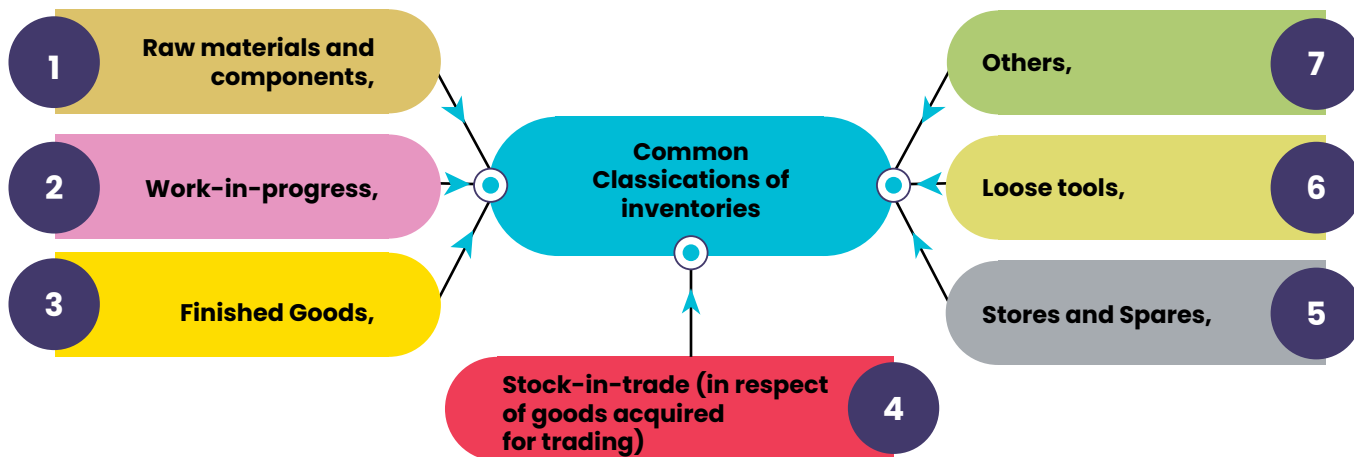 1
Raw materials and
components,
2
Work-in-progress,
3
Finished Goods,
Common
Classications of
inventories
Stock-in-trade (in respect
of goods acquired
for trading)
4
Others,
7
Loose tools,
6
Stores and Spares,
5